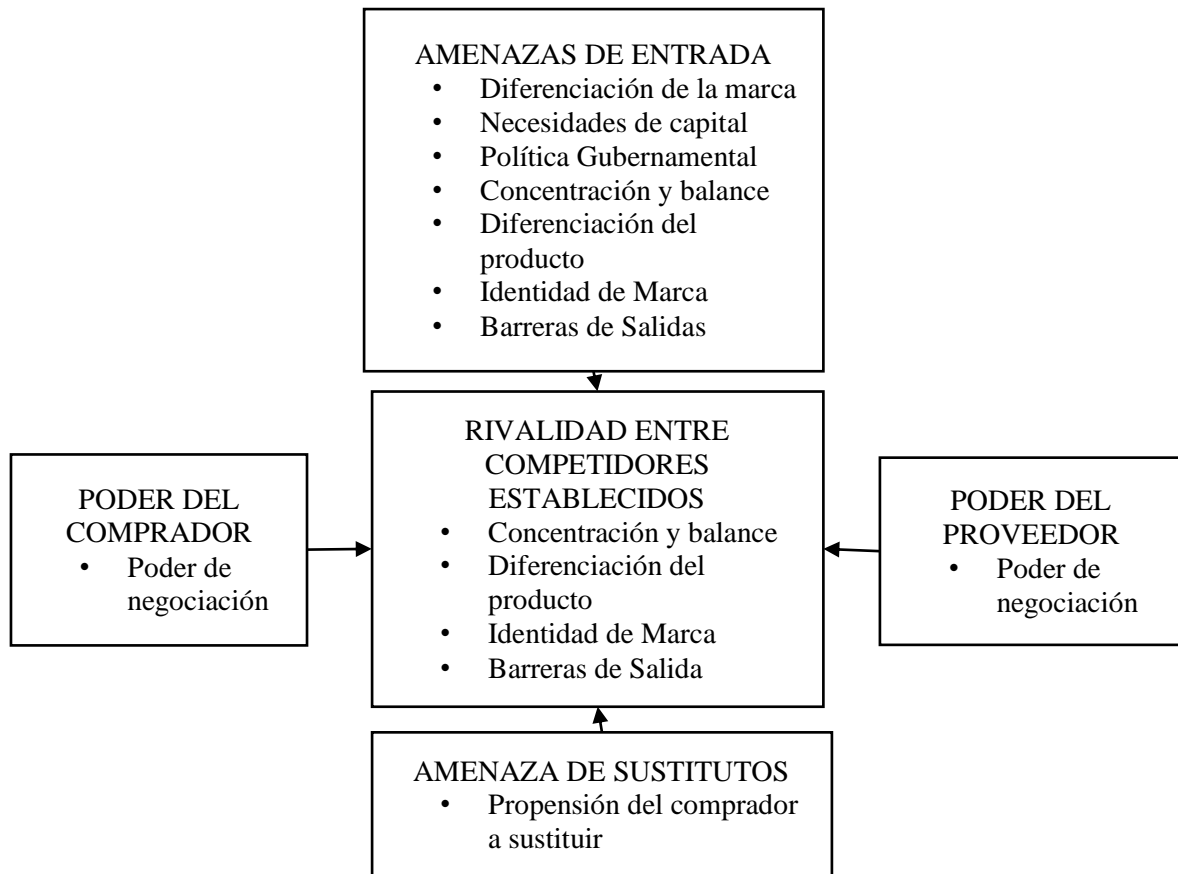 AMENAZAS DE ENTRADA
• Diferenciación de la marca
• Necesidades de capital
• Política Gubernamental
• Concentración y balance
• Diferenciación del
producto
• Identidad de Marca
• Barreras de Salidas
PODER DEL
COMPRADOR
• Poder de
negociación
RIVALIDAD ENTRE
COMPETIDORES
ESTABLECIDOS
• Concentración y balance
• Diferenciación del
producto
• Identidad de Marca
• Barreras de Salida
PODER DEL
PROVEEDOR
• Poder de
negociación
AMENAZA DE SUSTITUTOS
• Propensión del comprador
a sustituir